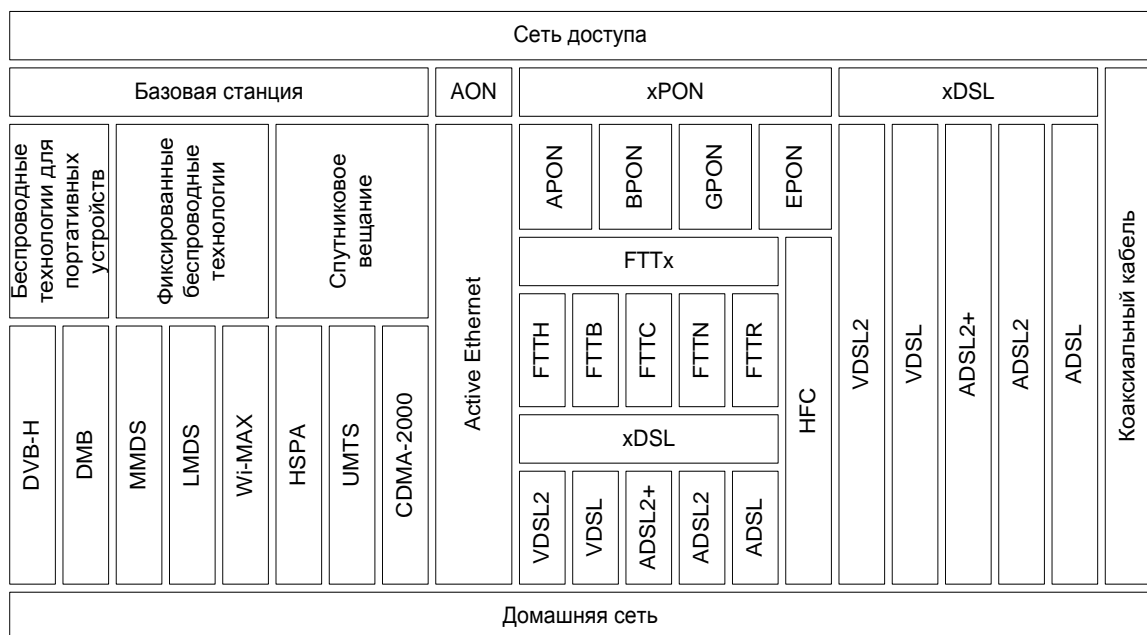 Сеть доступа
Базовая станция
AON
xPON
xDSL
Беспроводные
технологии для
портативных
устройств
Фиксированные
беспроводные
технологии
Спутниковое
вещание
Active Ethernet
APON
BPON
GPON
EPON
FTTx
FTTH
FTTB
FTTC
FTTN
FTTR
HFC
xDSL
VDSL2
VDSL
ADSL2+
ADSL2
ADSL
VDSL2
VDSL
ADSL2+
ADSL2
ADSL
Коаксиальный кабель
DVB-H
DMB
MMDS
LMDS
Wi-MAX
HSPA
UMTS
CDMA-2000
Домашняя сеть